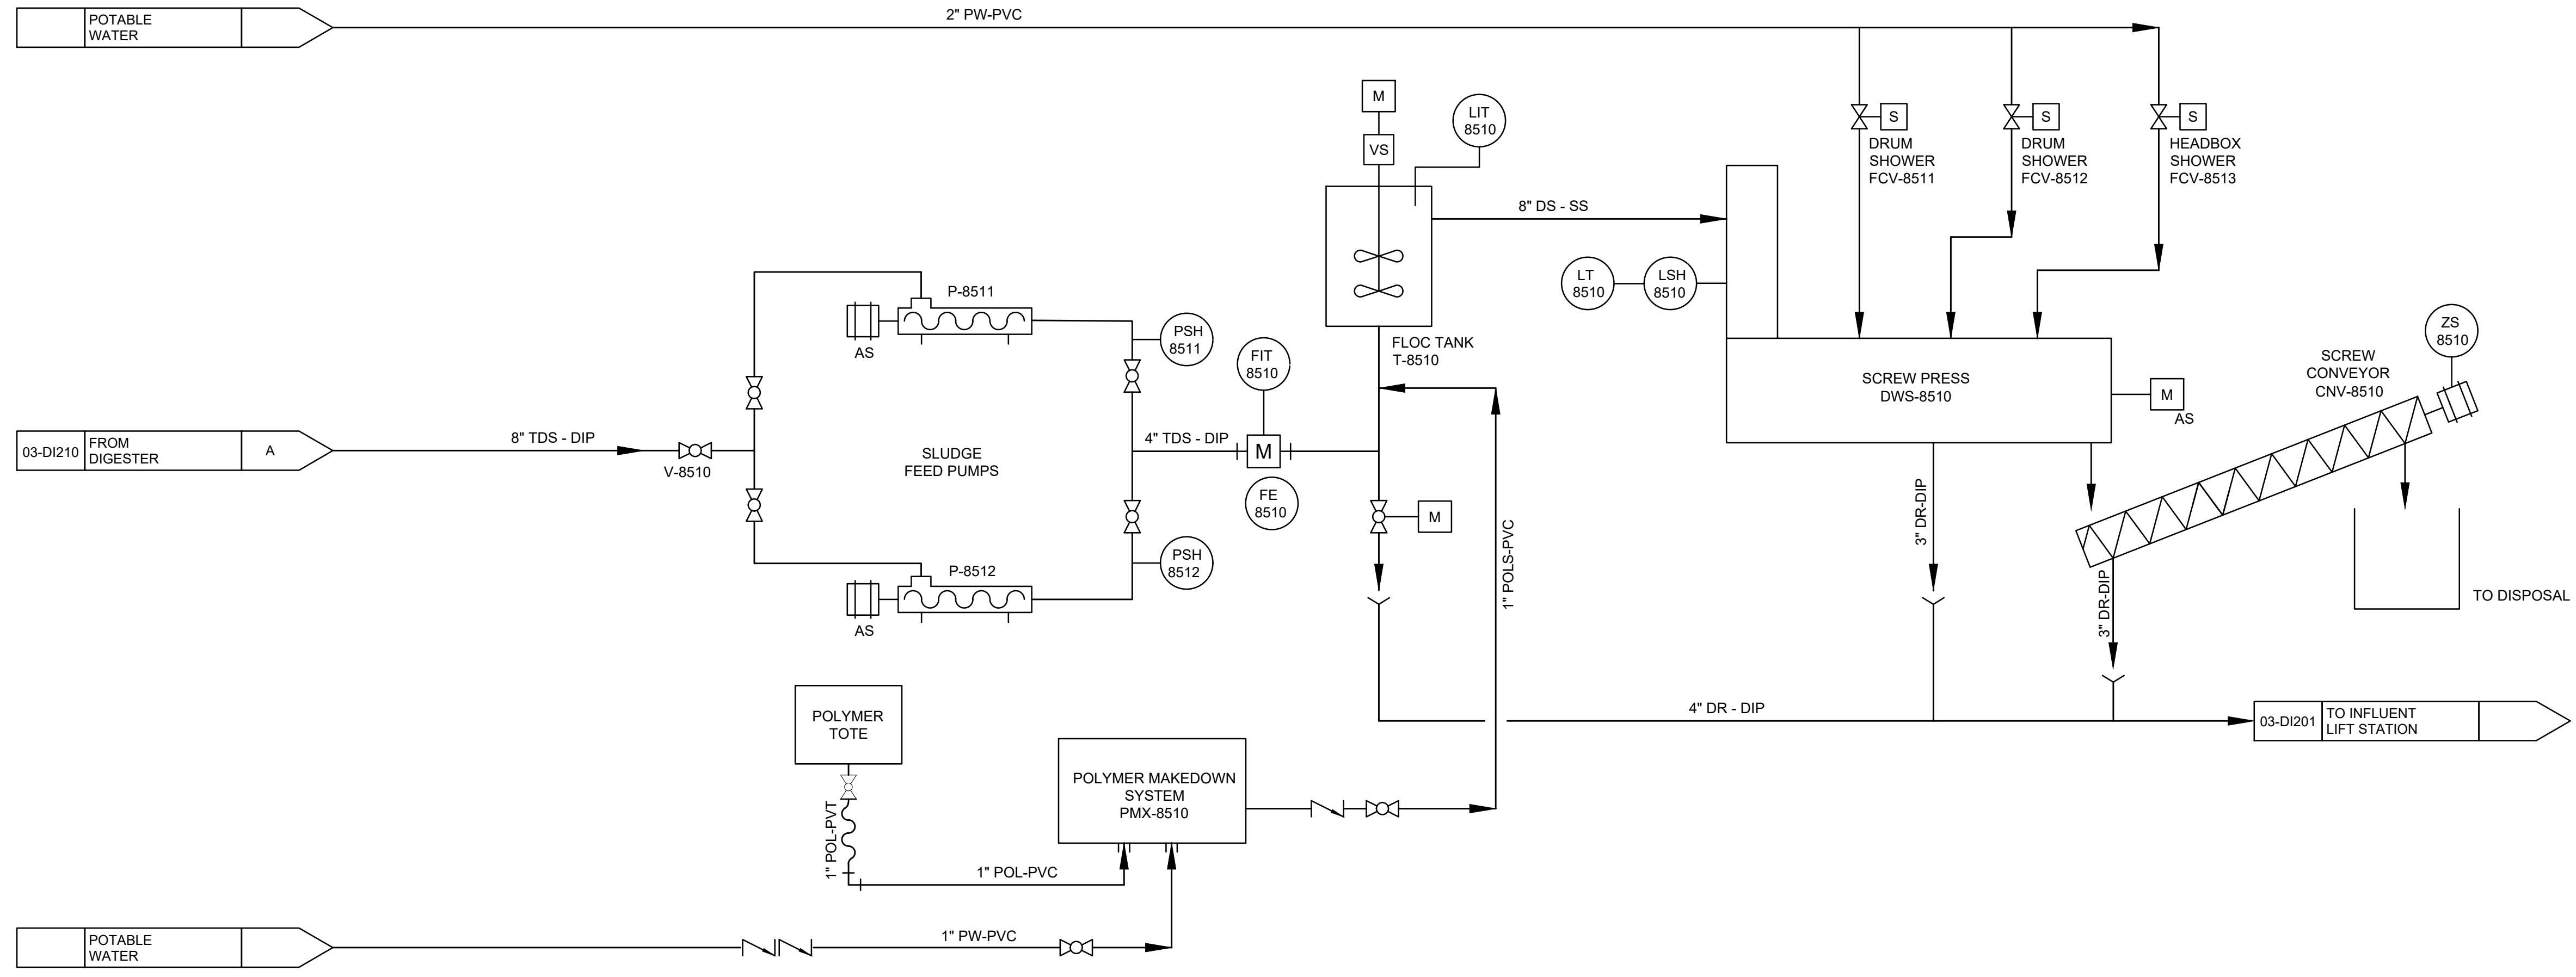 POTABLE
WATER
2" PW-PVC
M
VS
LIT
8510
S
DRUM
SHOWER
FCV-8511
S
DRUM
SHOWER
FCV-8512
S
HEADBOX
SHOWER
FCV-8513
8" DS - SS
LT
8510
LSH
8510
P-8511
AS
PSH
8511
FIT
8510
FLOC TANK
T-8510
SCREW PRESS
DWS-8510
M
AS
SCREW
CONVEYOR
CNV-8510
ZS
8510
03-DI210
FROM
DIGESTER
A
8" TDS - DIP
V-8510
SLUDGE
FEED PUMPS
4" TDS - DIP
M
FE
8510
M
P-8512
AS
PSH
8512
1" POLS-PVC
3" DR-DIP
3" DR-DIP
TO DISPOSAL
POLYMER
TOTE
4" DR - DIP
03-DI201
TO INFLUENT
LIFT STATION
POLYMER MAKEDOWN
SYSTEM
PMX-8510
1" POL-PVT
1" POL-PVC
POTABLE
WATER
1" PW-PVC